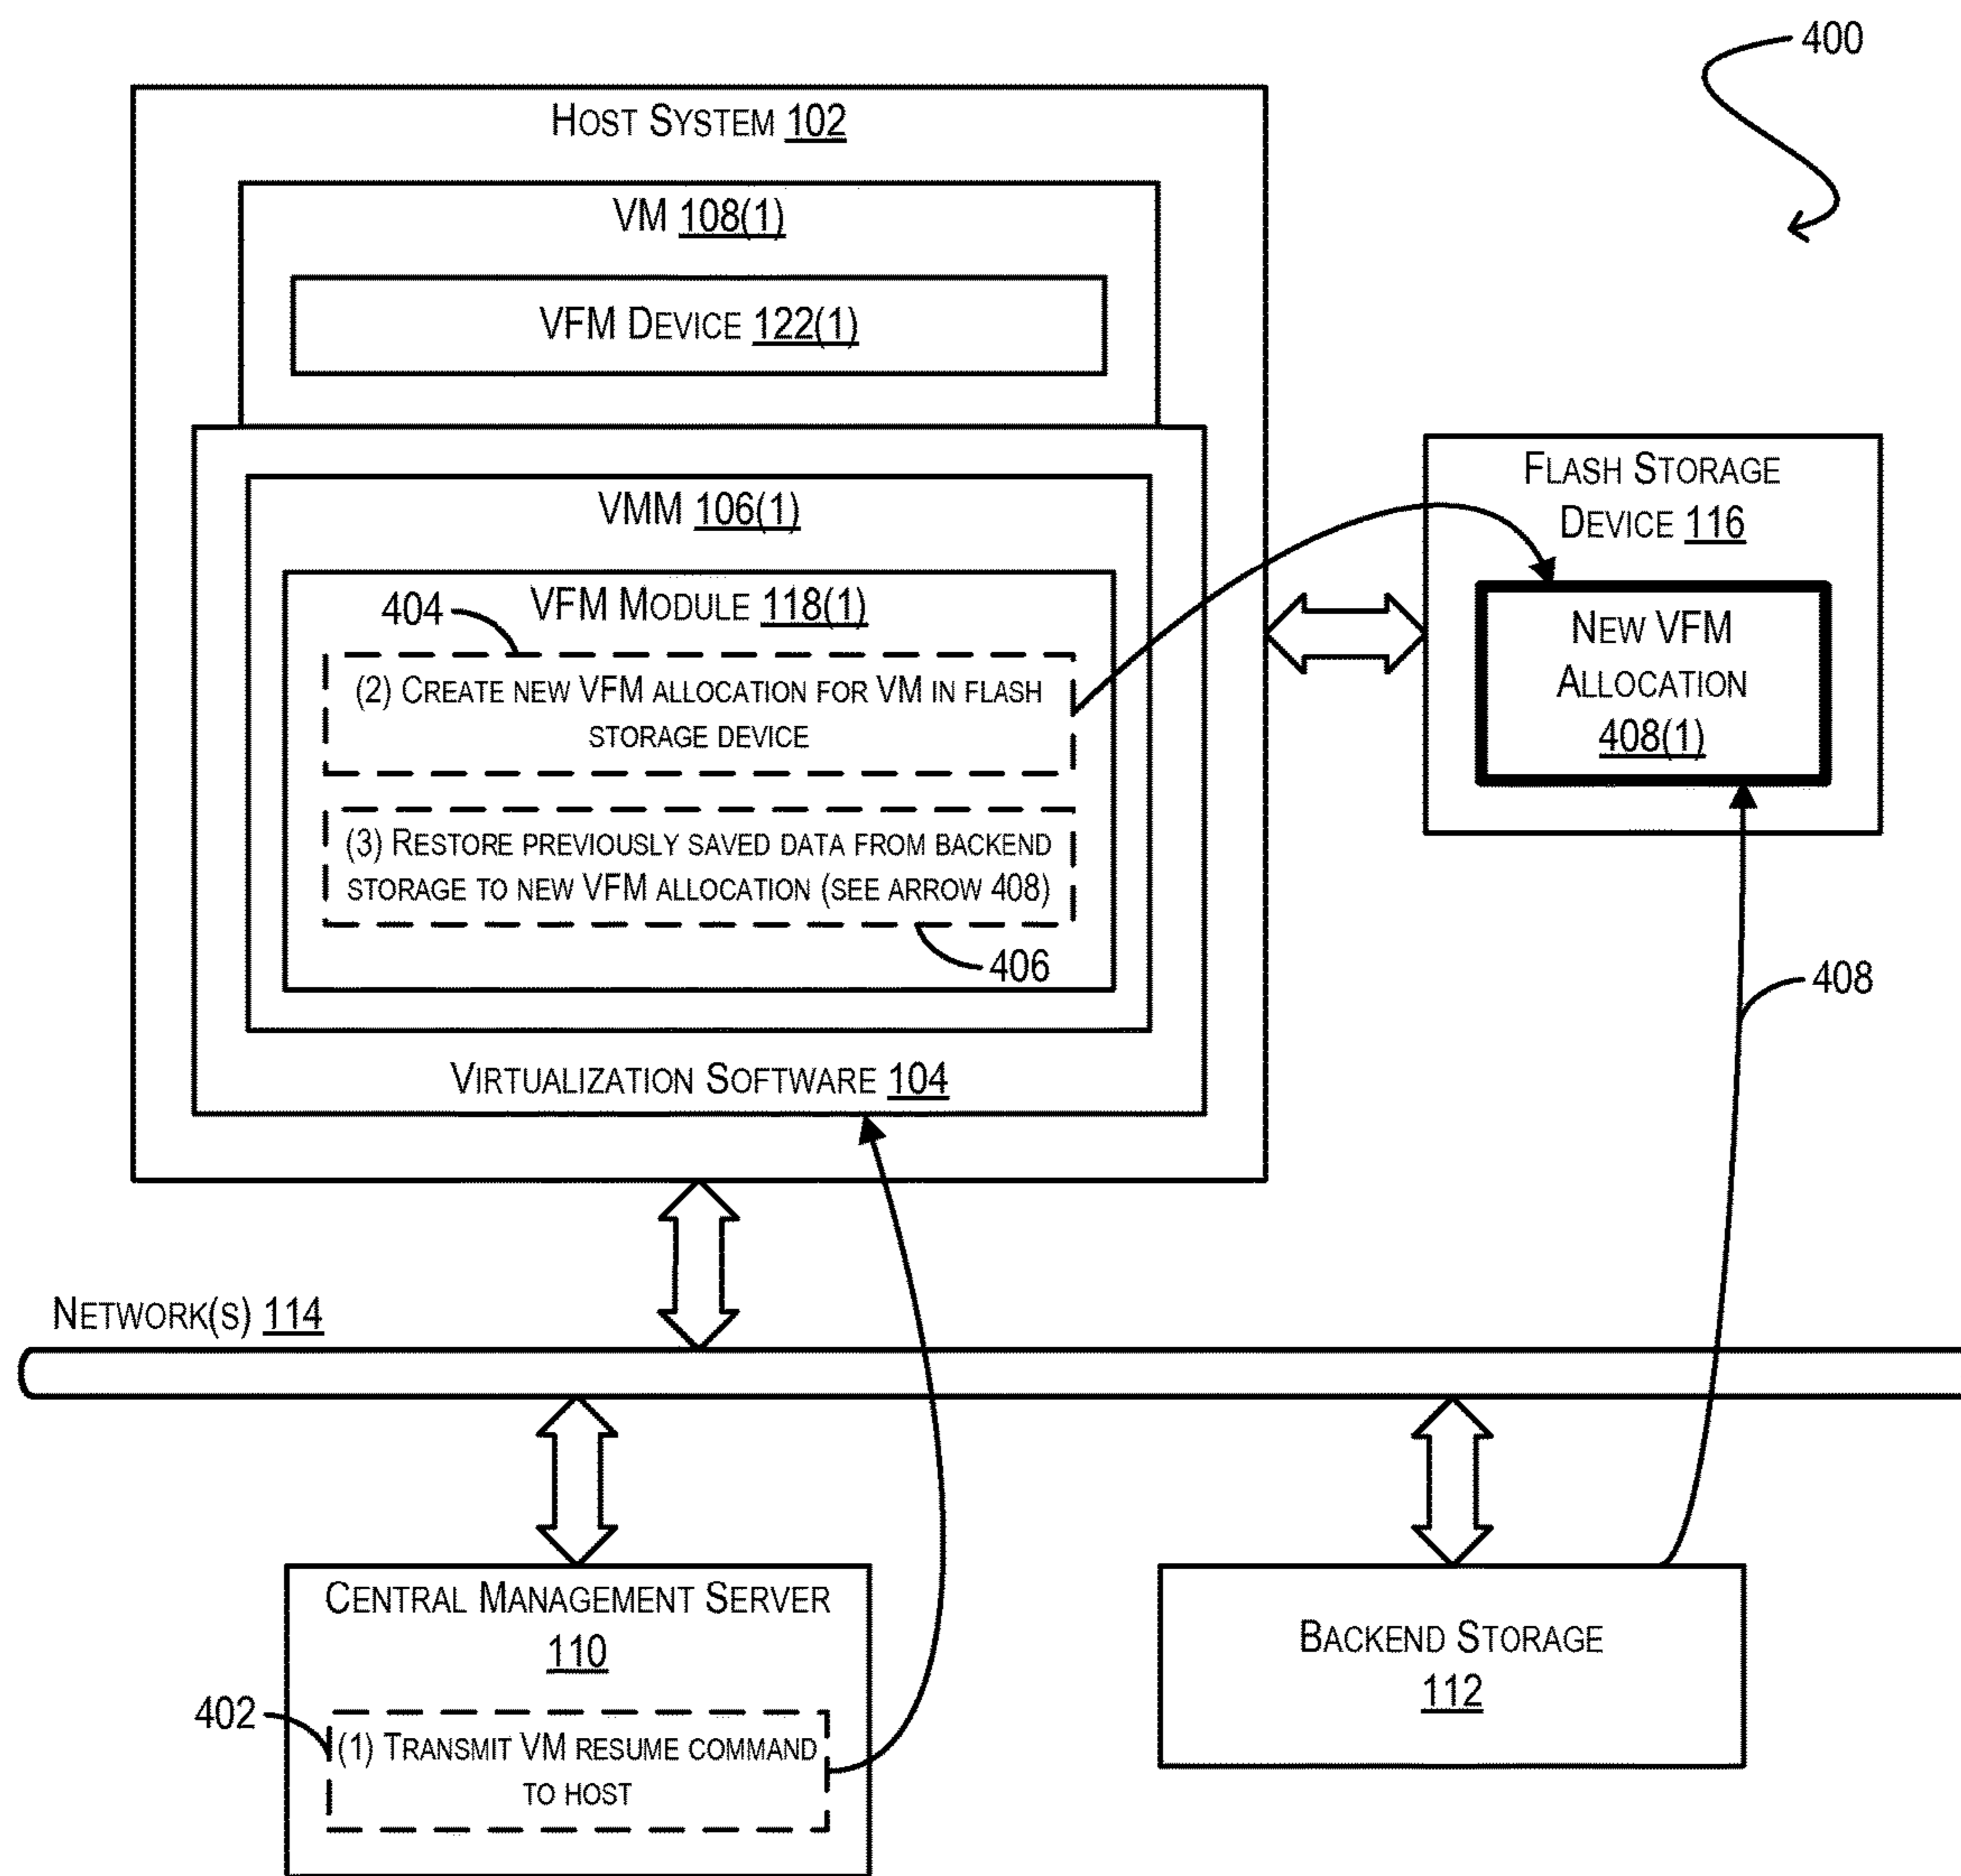 400
Host System 102
VM 108(1)
VFM Device 122(1)
VMM 106(1)
VFM Module 118(1)
404
(2) Create new VFM allocation for VM in flash
storage device
(3) Restore previously saved data from backend
storage to new VFM allocation (see arrow 408)
406
Virtualization Software 104
Flash Storage
Device 116
New VFM
Allocation
408(1)
408
Network(s) 114
Central Management Server
110
402
(1) Transmit VM resume command
to host
Backend Storage
112